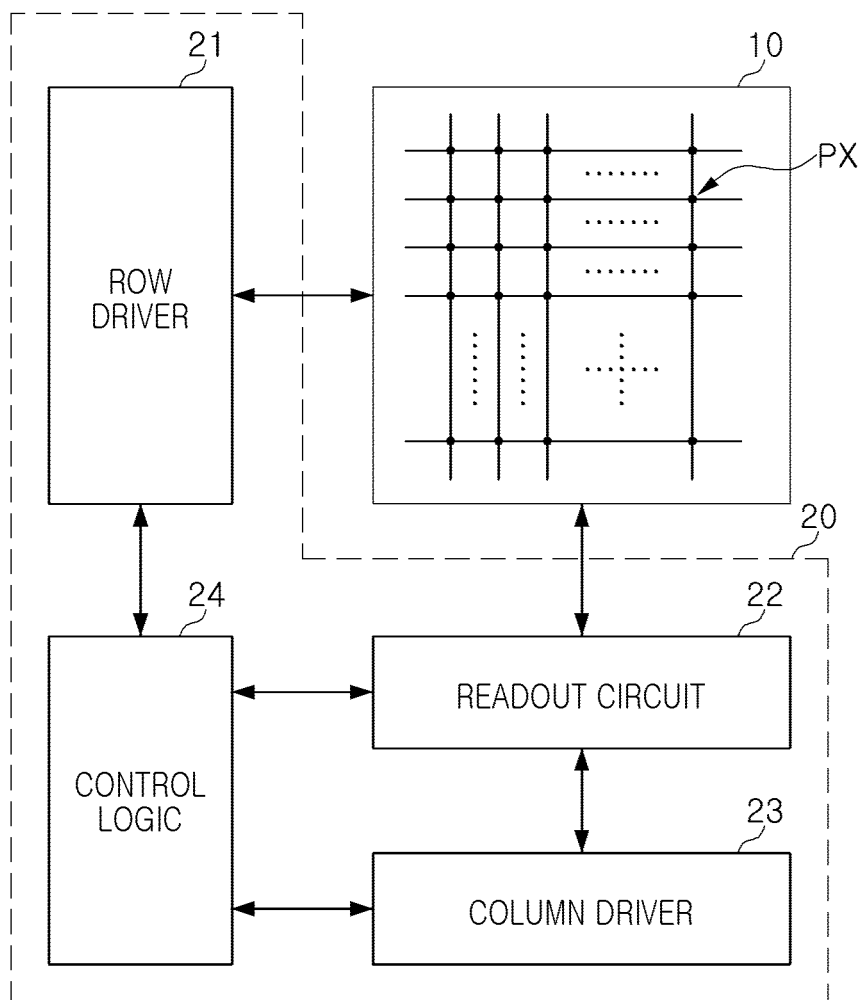 21
10
PX
ROW
DRIVER
20
24
22
READOUT CIRCUIT
CONTROL
LOGIC
23
COLUMN DRIVER